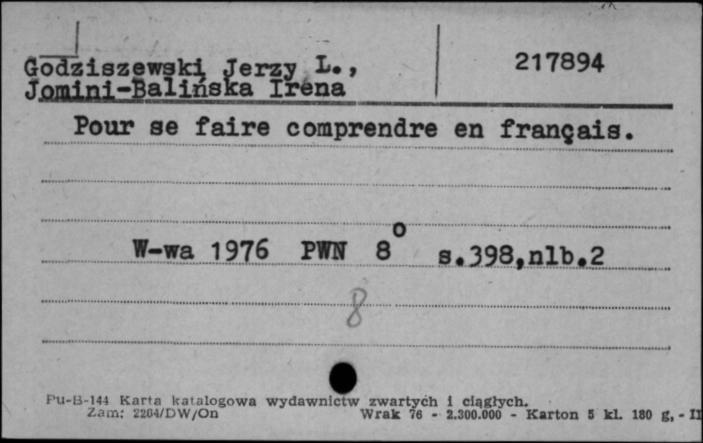 Godziszewski Jerzy L.,
217894
Jomini-Balińska Irena
Pour se faire comprendre en français.
W-wa 1976 PWN 8° s.398,nlb.2
8
Pu-B-144 Karta katalogowa wydawnictw zwartych i ciągłych.
Zam: 2204/DW/On Wrak 76 - 2.300.000 - Karton 5 kl. 180 g, - II